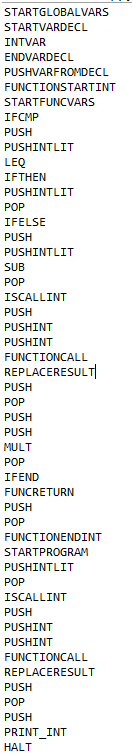 STARTGLOBALVARS
STARTVARDECL
INTVAR
ENDVARDECL
PUSHVARFROMDECL
FUNCTIONSTARTINT
STARTFUNCVARS
IFCMP
PUSH
PUSHINTLIT
LEQ
IFTHEN
PUSHINTLIT
POP
IFELSE
PUSH
PUSHINTLIT
SUB
POP
ISCALLINT
PUSH
PUSHINT
PUSHINT
FUNCTIONCALL
REPLACERESULT
PUSH
POP
PUSH
PUSH
MULT
POP
IFEND
FUNCRETURN
PUSH
POP
FUNCTIONENDINT
STARTPROGRAM
PUSHINTLIT
POP
ISCALLINT
PUSH
PUSHINT
PUSHINT
FUNCTIONCALL
REPLACERESULT
PUSH
POP
PUSH
PRINT_INT
HALT